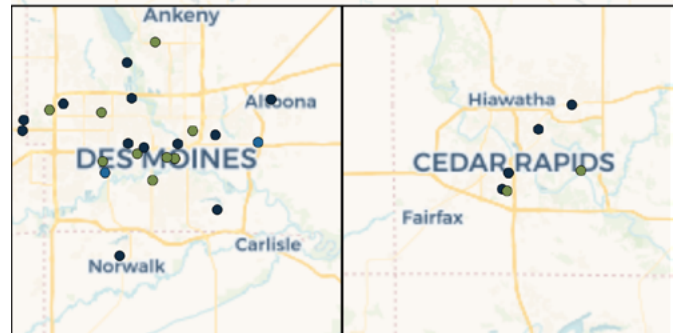 Ankeny
Altoona
DES MOINES
Carlisle
Norwalk
Hiawatha
CEDAR RAPIDS
Fairfax